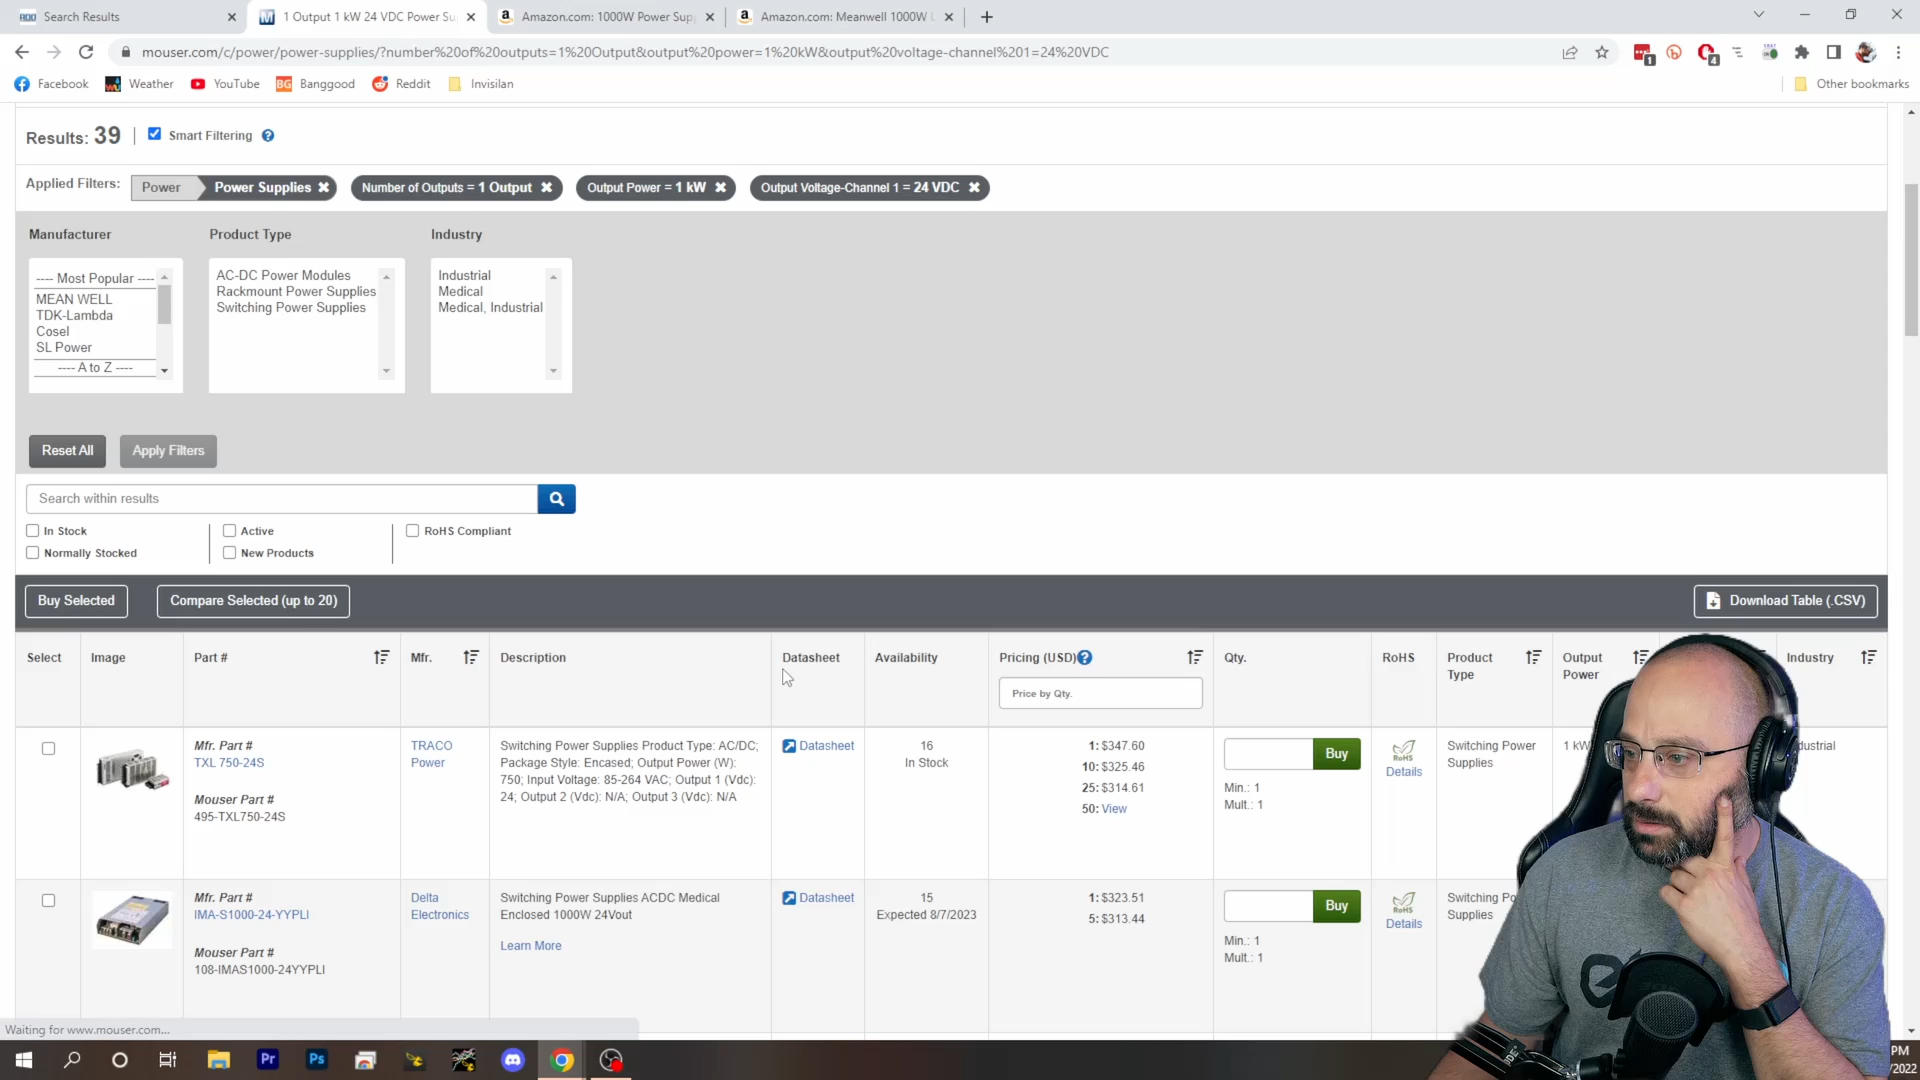 Search Results
1 Output 1 kW 24 VDC Power Su
Amazon.com: 1000W Power Sup
Amazon.com: Meanwell 1000W
mouser.com/c/power/power-supplies/?number%20of%20outputs=1%20Output&output%20power=1%20kW&output%20voltage-channel%201=24%20VDC
Facebook
Weather
YouTube
BG Banggood
Reddit
Invisilan
Other bookmarks
Results: 39
Smart Filtering
Applied Filters:
Power
Power Supplies
Number of Outputs = 1 Output
Output Power = 1 kW
Output Voltage-Channel 1 = 24 VDC
Manufacturer
Product Type
Industry
---- Most Popular ----
MEAN WELL
TDK-Lambda
Cosel
SL Power
---- A to Z ----
AC-DC Power Modules
Rackmount Power Supplies
Switching Power Supplies
Industrial
Medical
Medical, Industrial
Reset All
Apply Filters
Search within results
In Stock
Active
RoHS Compliant
Normally Stocked
New Products
Buy Selected
Compare Selected (up to 20)
Download Table (.CSV)
Select
Image
Part #
Mfr.
Description
Datasheet
Availability
Pricing (USD)
Price by Qty.
Qty.
RoHS
Product
Type
Output
Power
Industry
Mfr. Part #
TXL 750-24S
Mouser Part #
495-TXL750-24S
TRACO
Power
Switching Power Supplies Product Type: AC/DC;
Package Style: Encased; Output Power (W):
750; Input Voltage: 85-264 VAC; Output 1 (Vdc):
24; Output 2 (Vdc): N/A; Output 3 (Vdc): N/A
Datasheet
16
In Stock
1: $347.60
10: $325.46
25: $314.61
50: View
Buy
Min.: 1
Mult.: 1
RoHS
Details
Switching Power
Supplies
1 kW
dustrial
Mfr. Part #
IMA-S1000-24-YYPLI
Mouser Part #
108-IMAS1000-24YYPLI
Delta
Electronics
Switching Power Supplies ACDC Medical
Enclosed 1000W 24Vout
Learn More
Datasheet
15
Expected 8/7/2023
1: $323.51
5: $313.44
Buy
Min.: 1
Mult.: 1
RoHS
Details
Switching Po
Supplies
Waiting for www.mouser.com...
Pr
Ps
PM
/2022